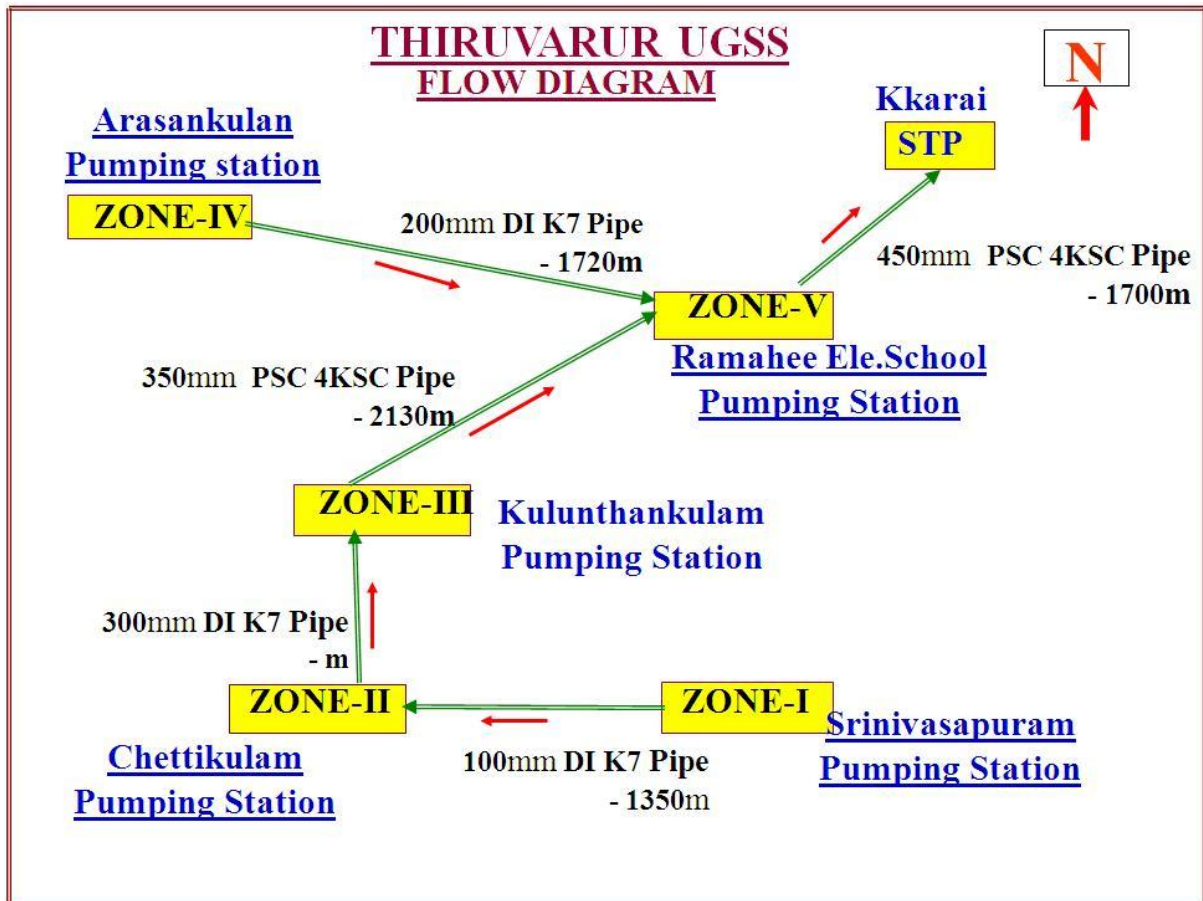 THIRUVARUR UGSS
FLOW DIAGRAM
N
Arasankulan
Pumping station
ZONE-IV
Kkarai
STP
200mm DI K7 Pipe
- 1720m
450mm PSC 4KSC Pipe
- 1700m
ZONE-V
Ramahee Ele.School
Pumping Station
350mm PSC 4KSC Pipe
- 2130m
ZONE-III
Kulunthankulam
Pumping Station
300mm DI K7 Pipe
- m
ZONE-II
ZONE-I
Chettikulam
Pumping Station
100mm DI K7 Pipe
- 1350m
Srinivasapuram
Pumping Station